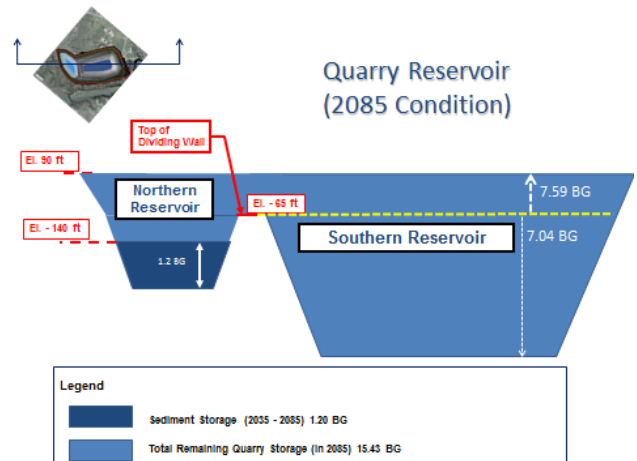 Quarry Reservoir
(2085 Condition)
Top of
Dividing Wall
El. 90 ft
Northern
Reservoir
El. - 65 ft
7.59 BG
El. - 140 ft
Southern Reservoir
7.04 BG
1.2 BG
Legend
Sediment Storage (2035 - 2085) 1.20 BG
Total Remaining Quarry Storage (in 2085) 15.43 BG